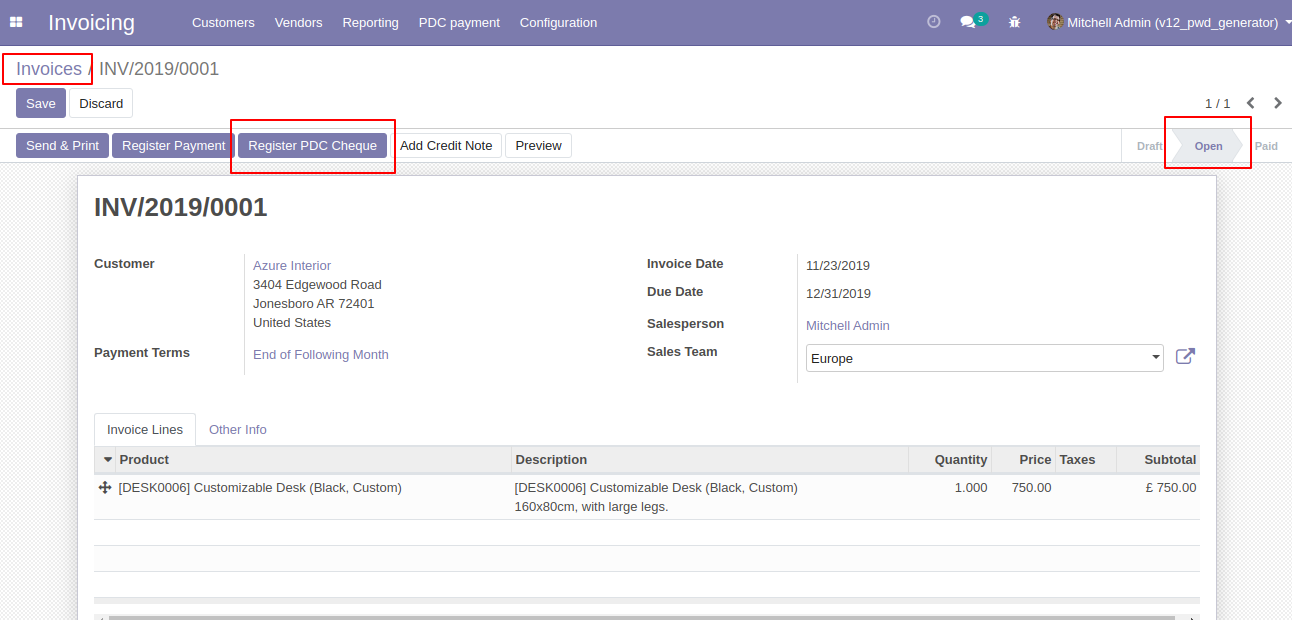 Invoicing Customers Vendors Reporting PDC payment Configuration 3 Mitchell Admin (v12_pwd_generator)
Invoices / INV/2019/0001
Save Discard 1 / 1
Send & Print Register Payment Register PDC Cheque Add Credit Note Preview Draft Open Paid
INV/2019/0001
Customer Azure Interior Invoice Date 11/23/2019
3404 Edgewood Road
Jonesboro AR 72401 Due Date 12/31/2019
United States Salesperson Mitchell Admin
Payment Terms End of Following Month Sales Team Europe
Invoice Lines Other Info
Product Description Quantity Price Taxes Subtotal
[DESK0006] Customizable Desk (Black, Custom) [DESK0006] Customizable Desk (Black, Custom) 1.000 750.00 £ 750.00
160x80cm, with large legs.